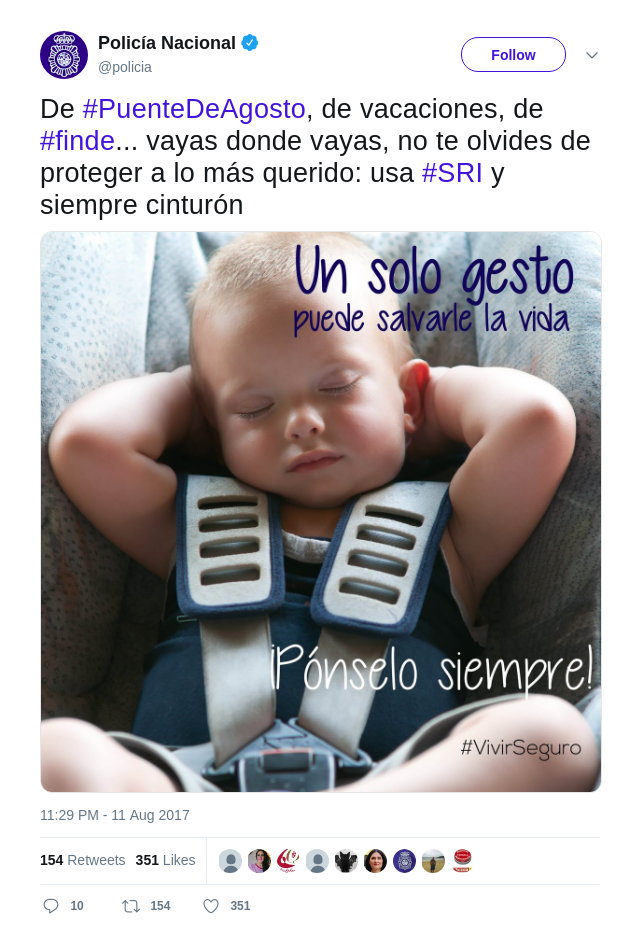 Policía Nacional
@policia
Follow
De #PuenteDeAgosto, de vacaciones, de
#finde... vayas donde vayas, no te olvides de
proteger a lo más querido: usa #SRI y
siempre cinturón
Un solo gesto
puede salvarle la vida
¡Pónselo siempre!
#VivirSeguro
11:29 PM - 11 Aug 2017
154 Retweets 351 Likes
10 154 351